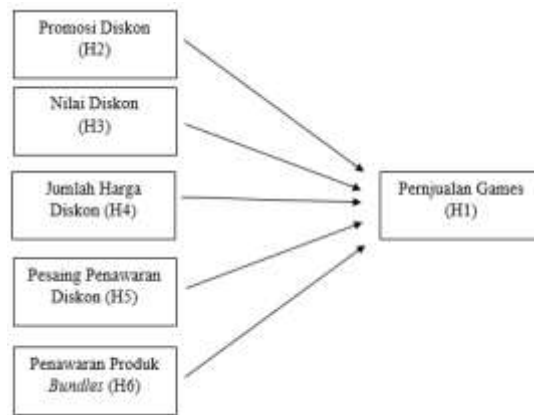 Promosi Diskon
(H2)
Nilai Diskon
(H3)
Jumlah Harga
Diskon (H4)
Pesaing Penawaran
Diskon (H5)
Penawaran Produk
Bundles (H6)
Pernjualan Games
(H1)